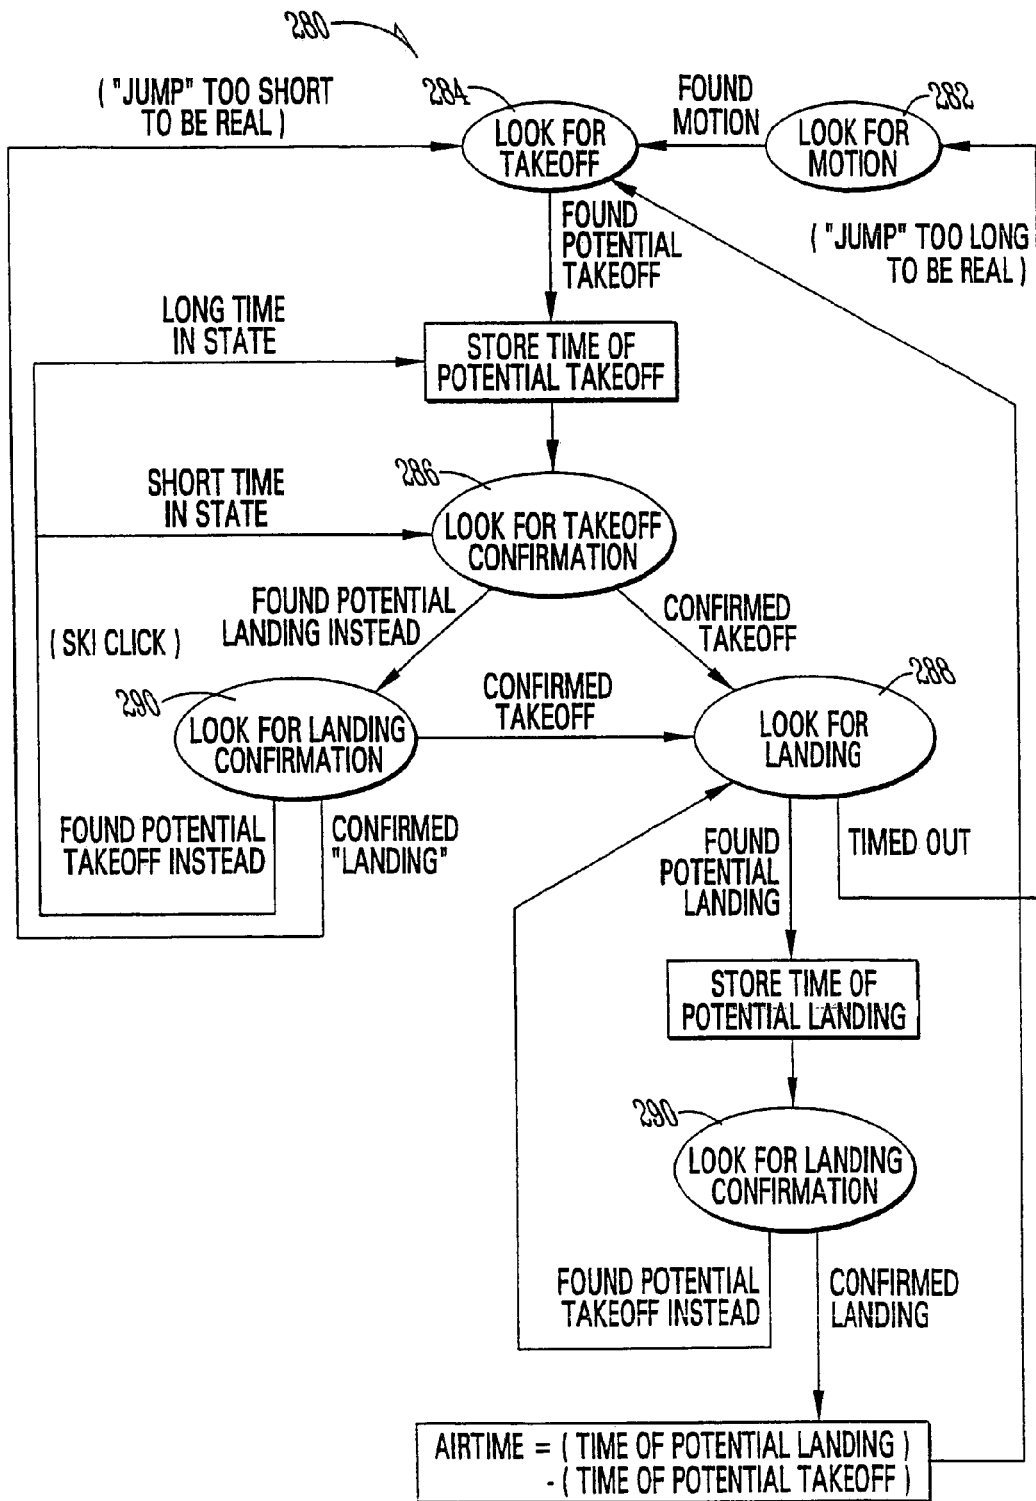 280
( "JUMP" TOO SHORT
TO BE REAL )
284
LOOK FOR
TAKEOFF
FOUND
MOTION
282
LOOK FOR
MOTION
FOUND
POTENTIAL
TAKEOFF
( "JUMP" TOO LONG
TO BE REAL )
LONG TIME
IN STATE
STORE TIME OF
POTENTIAL TAKEOFF
SHORT TIME
IN STATE
286
LOOK FOR TAKEOFF
CONFIRMATION
FOUND POTENTIAL
LANDING INSTEAD
CONFIRMED
TAKEOFF
( SKI CLICK )
290
LOOK FOR LANDING
CONFIRMATION
CONFIRMED
TAKEOFF
288
LOOK FOR
LANDING
FOUND POTENTIAL
TAKEOFF INSTEAD
CONFIRMED
"LANDING"
FOUND
POTENTIAL
LANDING
TIMED OUT
STORE TIME OF
POTENTIAL LANDING
290
LOOK FOR LANDING
CONFIRMATION
FOUND POTENTIAL
TAKEOFF INSTEAD
CONFIRMED
LANDING
AIRTIME = ( TIME OF POTENTIAL LANDING )
- ( TIME OF POTENTIAL TAKEOFF )